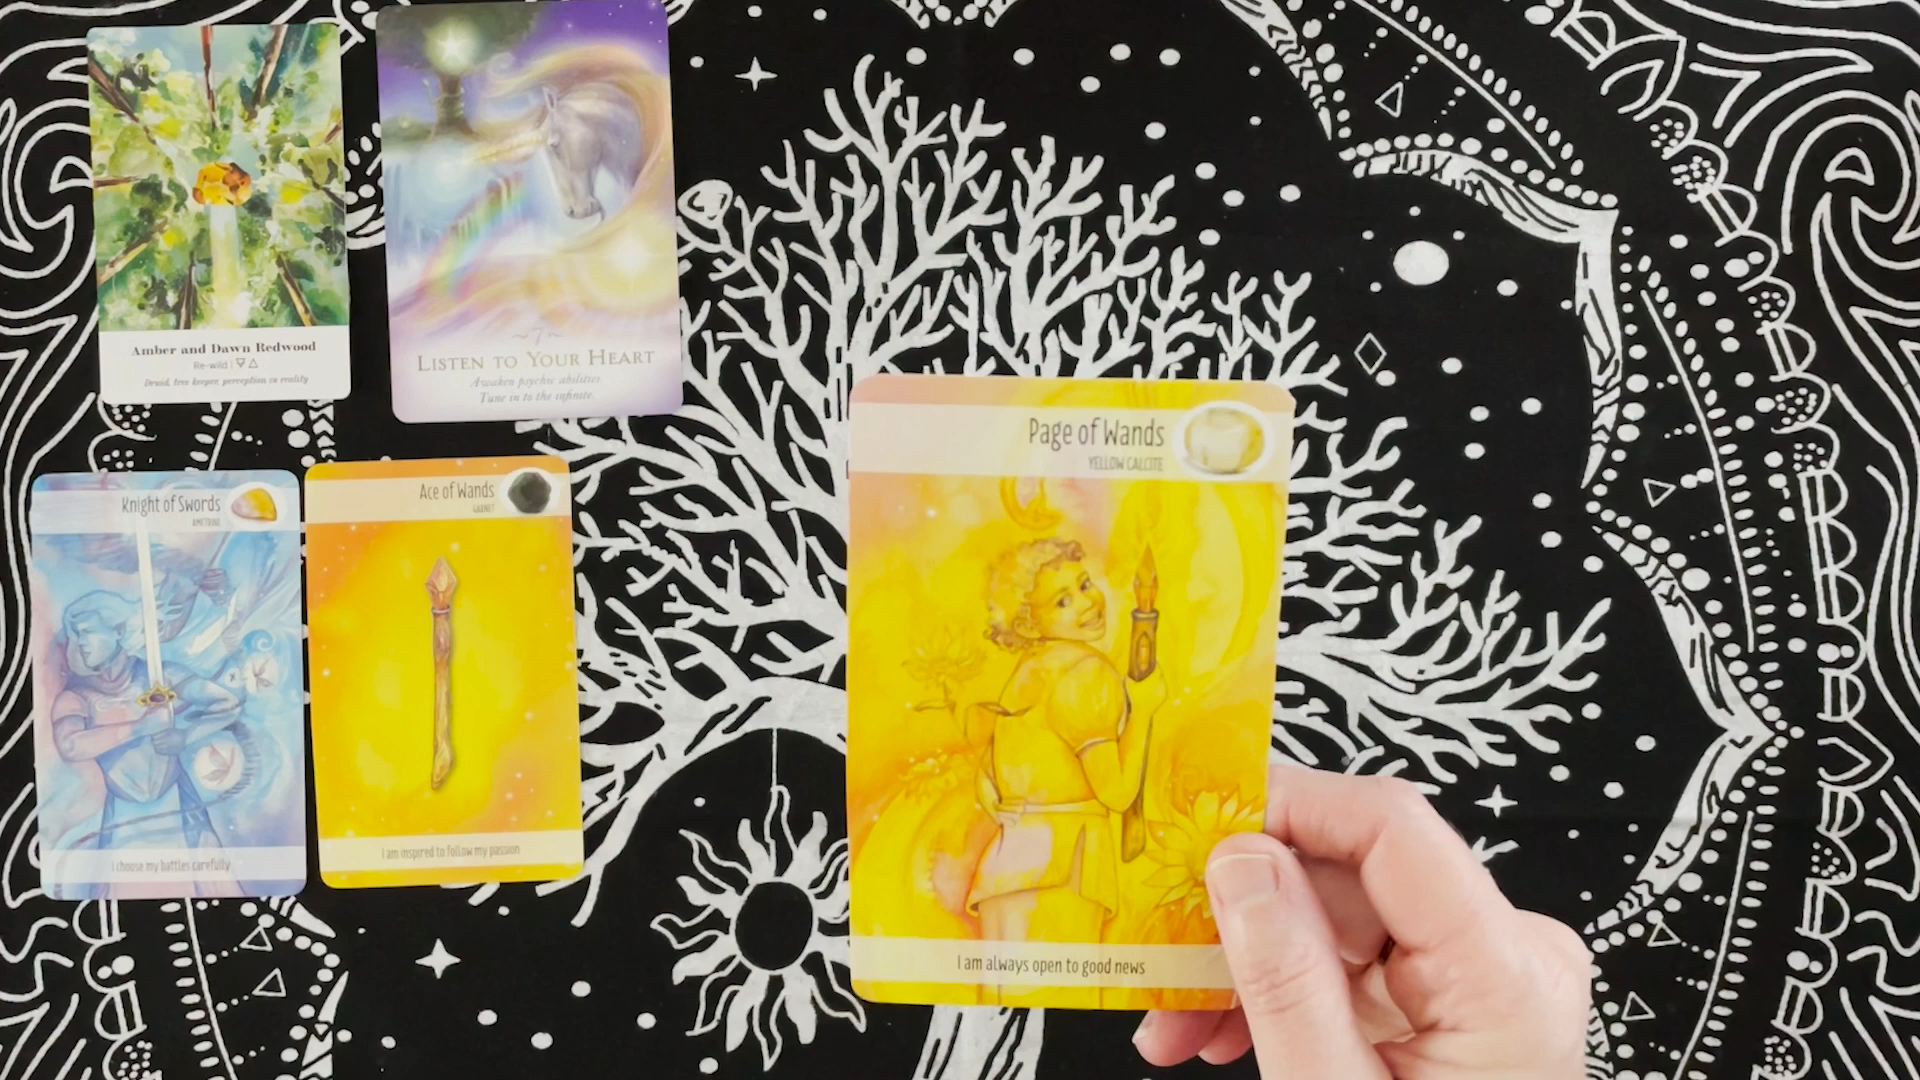 Amber and Dawn Redwood
Re-wild
Druid, tree keeper, perception vs reality
7
LISTEN TO YOUR HEART
Awaken psychic abilities.
Tune in to the infinite.
Knight of Swords
AMETRINE
I choose my battles carefully
Ace of Wands
GARNET
I am inspired to follow my passion
Page of Wands
YELLOW CALCITE
I am always open to good news